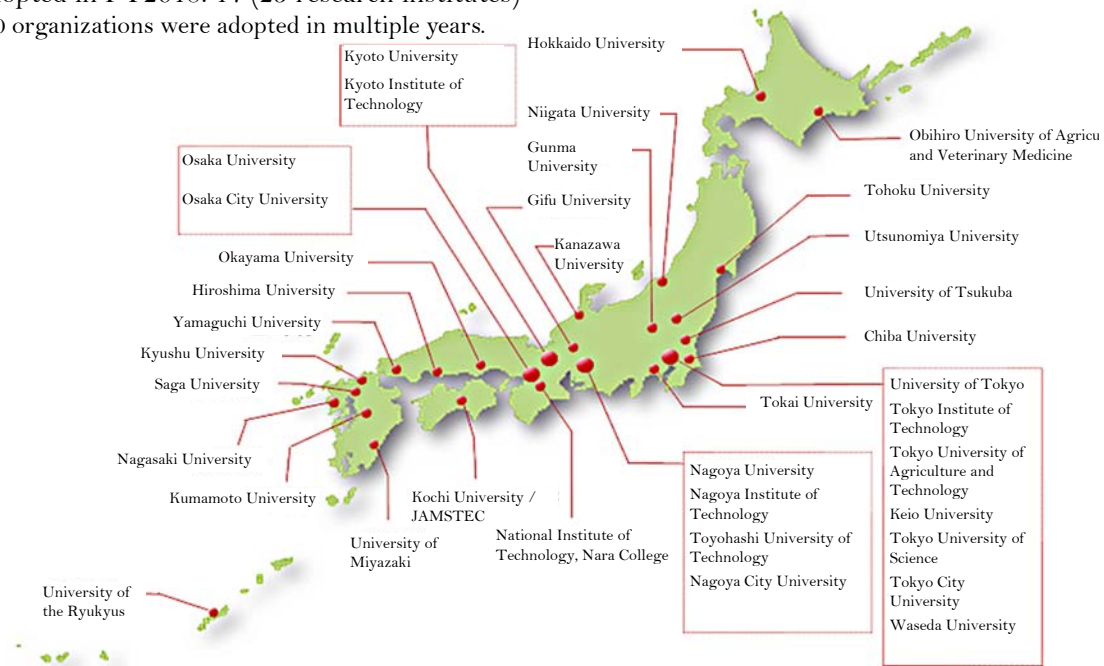 0 organizations were adopted in multiple years.
Kyoto University
Kyoto Institute of
Technology
Hokkaido University
Niigata University
Gunma
University
Obihiro University of Agricu
and Veterinary Medicine
Osaka University
Osaka City University
Gifu University
Kanazawa
University
Tohoku University
Utsunomiya University
Okayama University
Hiroshima University
University of Tsukuba
Yamaguchi University
Chiba University
Kyushu University
Saga University
Tokai University
University of Tokyo
Tokyo Institute of
Technology
Tokyo University of
Agriculture and
Technology
Keio University
Tokyo University of
Science
Tokyo City
University
Waseda University
Nagasaki University
Kumamoto University
Kochi University /
JAMSTEC
University of
Miyazaki
National Institute of
Technology, Nara College
Nagoya University
Nagoya Institute of
Technology
Toyohashi University of
Technology
Nagoya City University
University of
the Ryukyus